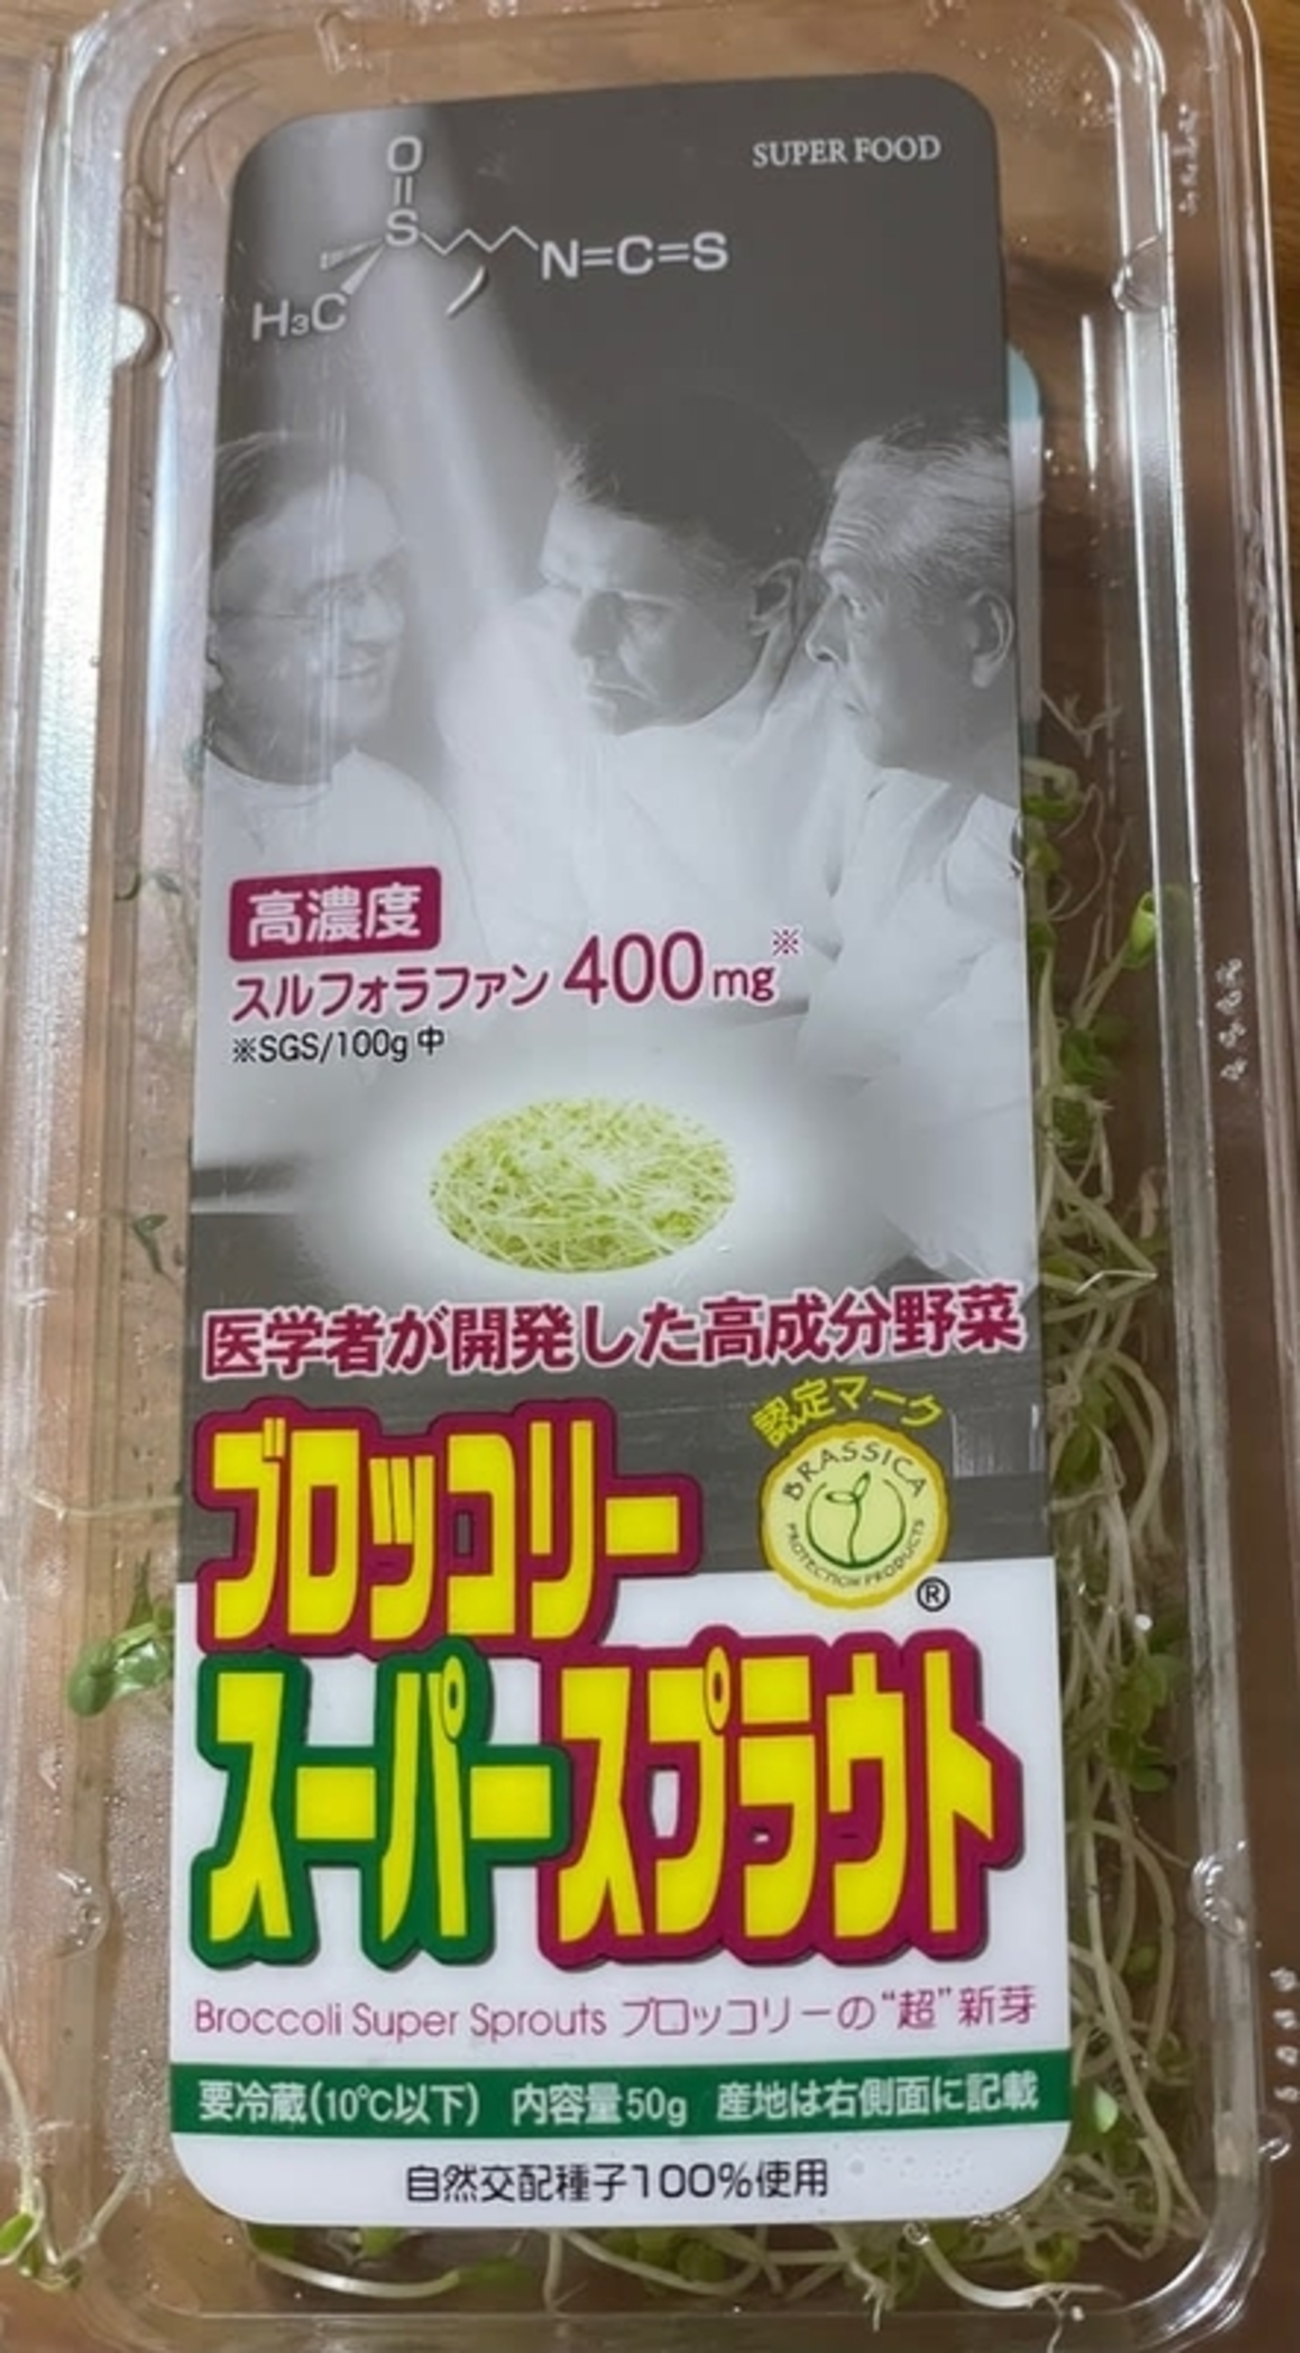 SUPER FOOD
O
S
N=C=S
H₃C
高濃度
スルフォラファン 400mg※
※SGS/100g 中
医学者が開発した高成分野菜
認定マーク
BRASSICA
PROTECTION PRODUCTS
®
ブロッコリー
スーパースプラウト
Broccoli Super Sprouts ブロッコリーの“超”新芽
要冷蔵(10℃以下) 内容量50g 産地は右側面に記載
自然交配種子100%使用